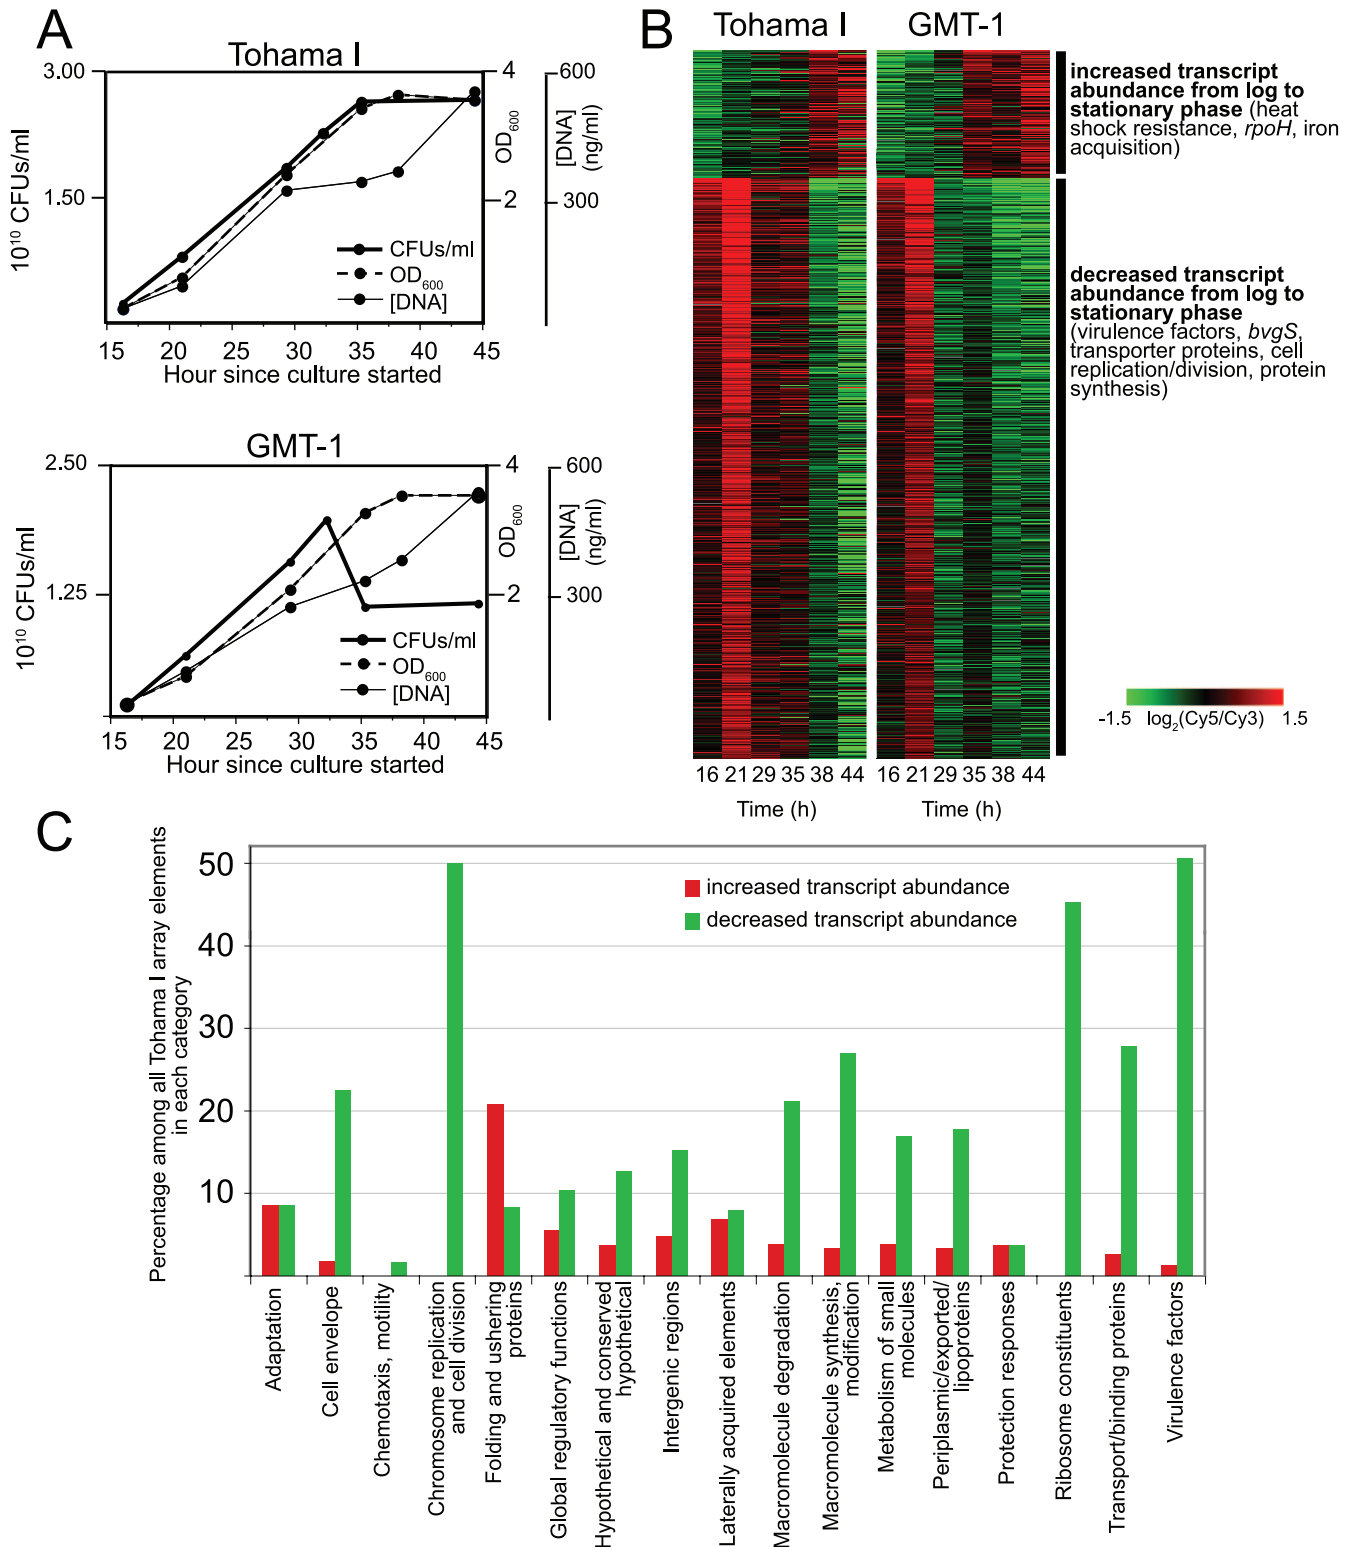 A
Tohama I
3.00
1.50
10¹⁰ CFUs/ml
4
2
OD₆₀₀
600
300
[DNA]
(ng/ml)
CFUs/ml
OD₆₀₀
[DNA]
15 20 25 30 35 40 45
Hour since culture started
GMT-1
2.50
1.25
10¹⁰ CFUs/ml
4
2
OD₆₀₀
600
300
[DNA]
(ng/ml)
CFUs/ml
OD₆₀₀
[DNA]
15 20 25 30 35 40 45
Hour since culture started
B
Tohama I GMT-1
increased transcript
abundance from log to
stationary phase (heat
shock resistance, rpoH, iron
acquisition)
decreased transcript
abundance from log to
stationary phase
(virulence factors, bvgS,
transporter proteins, cell
replication/division, protein
synthesis)
-1.5 log₂(Cy5/Cy3) 1.5
16 21 29 35 38 44 16 21 29 35 38 44
Time (h) Time (h)
C
Percentage among all Tohama I array elements
in each category
50
40
30
20
10
increased transcript abundance
decreased transcript abundance
Adaptation
Cell envelope
Chemotaxis, motility
Chromosome replication
and cell division
Folding and ushering
proteins
Global regulatory functions
Hypothetical and conserved
hypothetical
Intergenic regions
Laterally acquired elements
Macromolecule degradation
Macromolecule synthesis,
modification
Metabolism of small
molecules
Periplasmic/exported/
lipoproteins
Protection responses
Ribosome constituents
Transport/binding proteins
Virulence factors